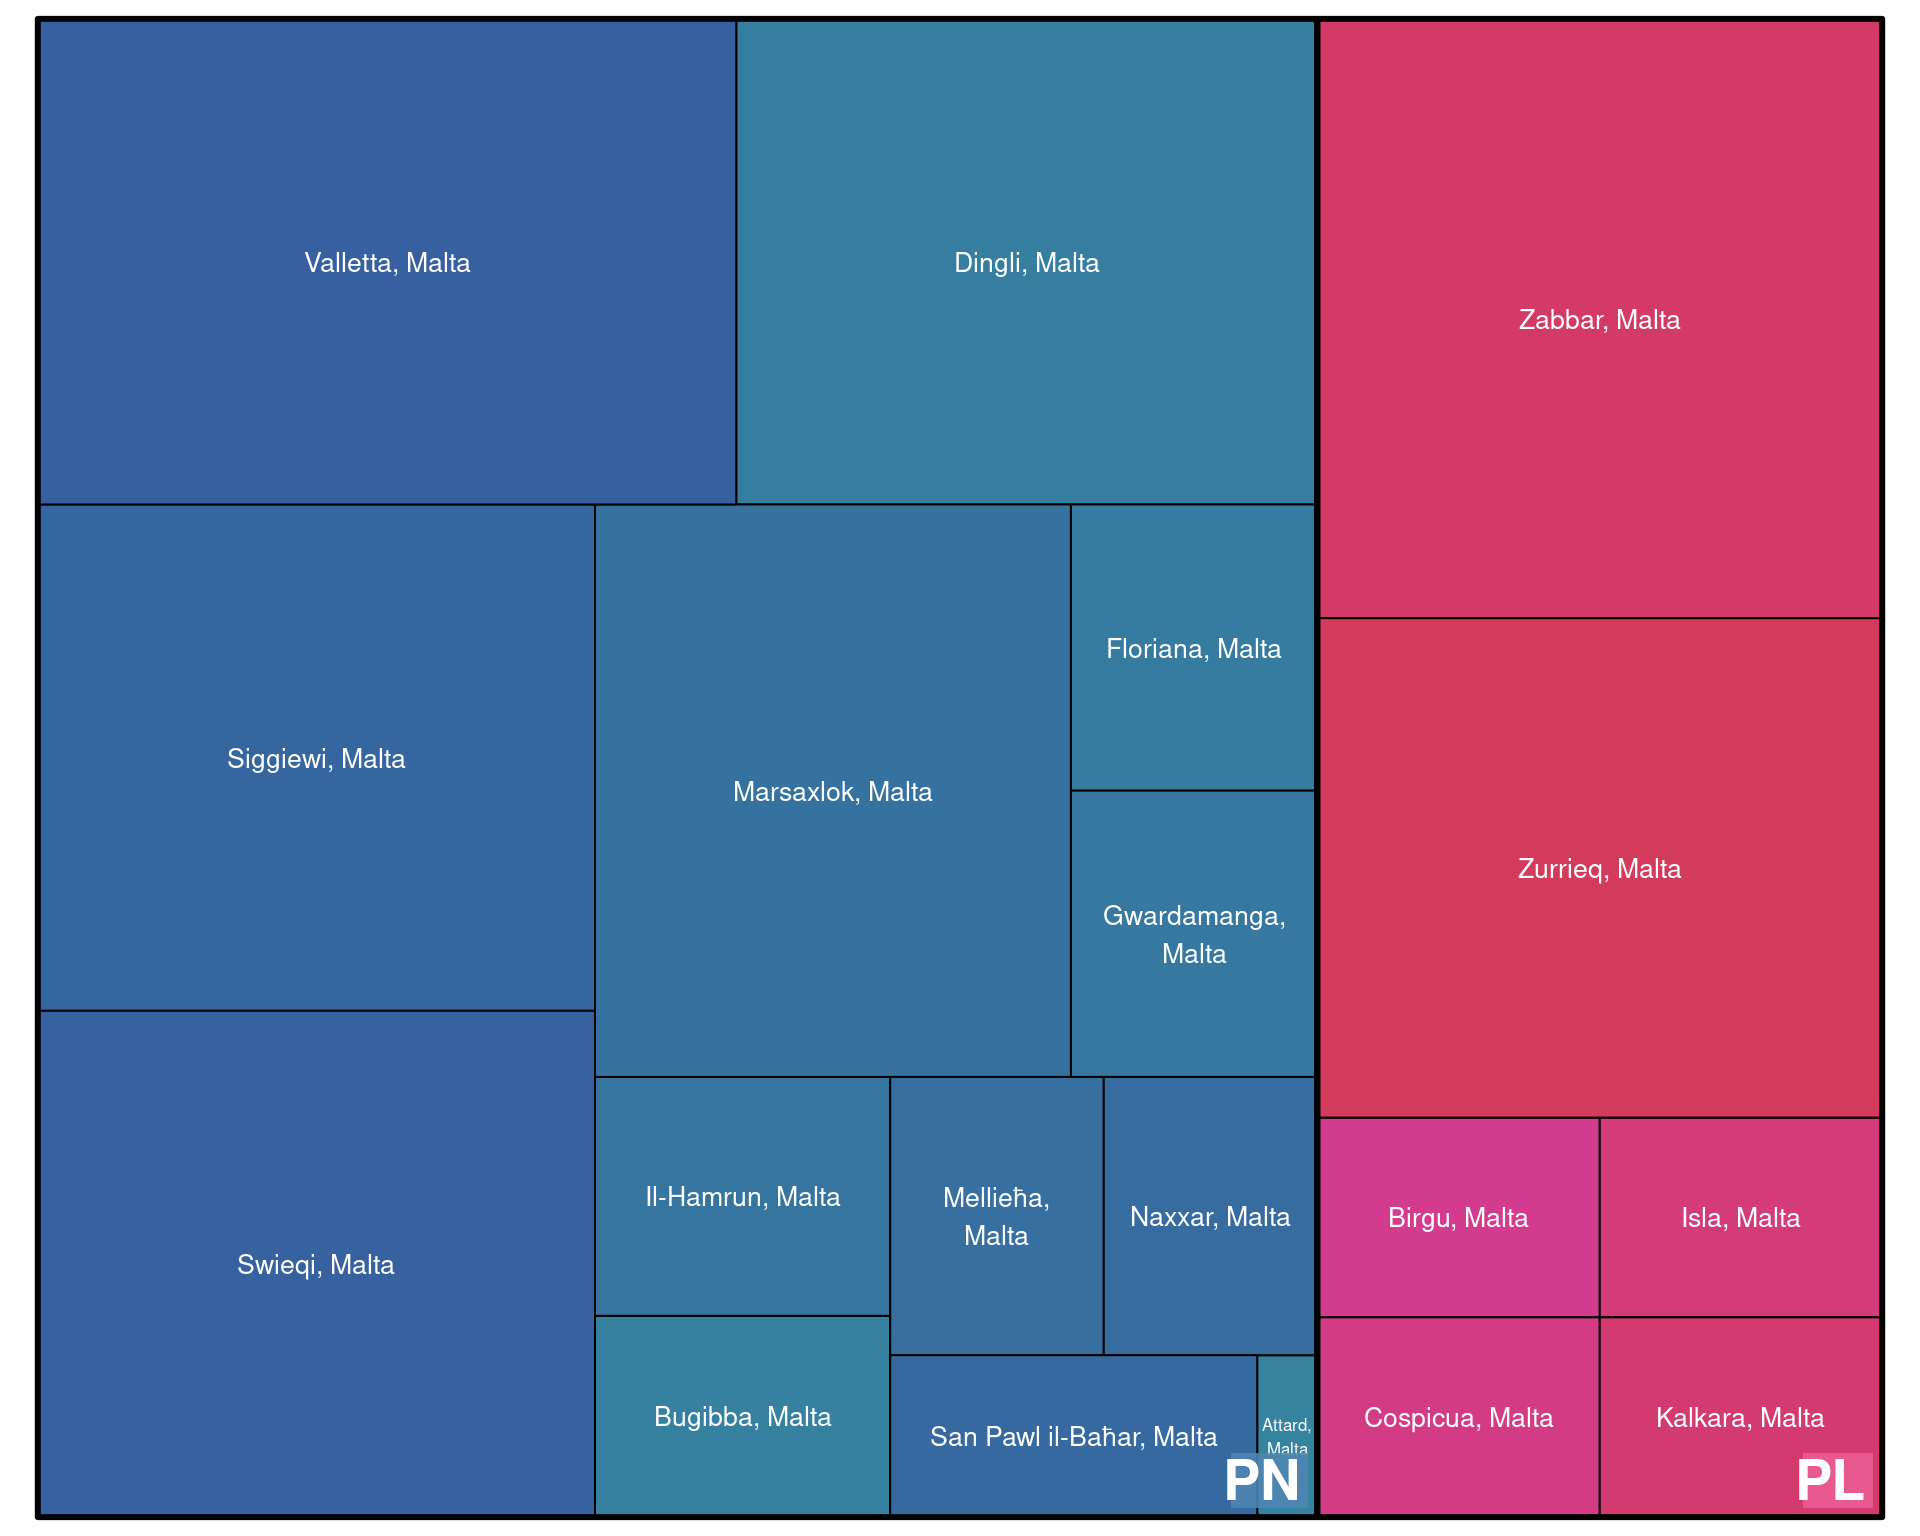 Valletta, Malta
Dingli, Malta
Zabbar, Malta
Siggiewi, Malta
Marsaxlok, Malta
Floriana, Malta
Gwardamanga,
Malta
Zurrieq, Malta
Swieqi, Malta
Il-Hamrun, Malta
Mellieħa,
Malta
Naxxar, Malta
Birgu, Malta
Isla, Malta
Bugibba, Malta
San Pawl il-Baħar, Malta
Attard,
Malta
Cospicua, Malta
Kalkara, Malta
PN
PL